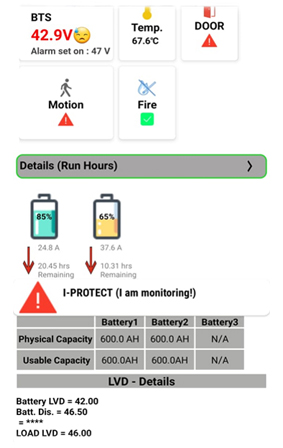 BTS
42.9V😓
Alarm set on : 47 V
Temp.
67.6°C
DOOR
Motion
Fire
Details (Run Hours)
85%
65%
24.8 A
37.6 A
20.45 hrs
Remaining
10.31 hrs
Remaining
I-PROTECT (I am monitoring!)
Battery1 Battery2 Battery3
Physical Capacity 600.0 AH 600.0 AH N/A
Usable Capacity 600.0AH 600.0AH N/A
LVD - Details
Battery LVD = 42.00
Batt. Dis. = 46.50
= ****
LOAD LVD = 46.00